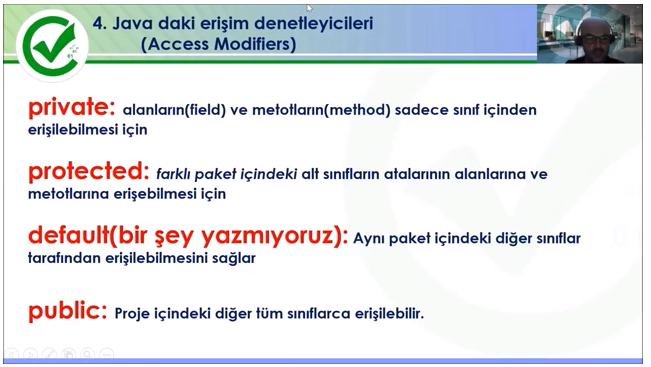 4. Java daki erişim denetleyicileri
(Access Modifiers)
private: alanların(field) ve metotların(method) sadece sınıf içinden
erişilebilmesi için
protected: farklı paket içindeki alt sınıfların atalarının alanlarına ve
metotlarına erişebilmesi için
default(bir şey yazmıyoruz): Aynı paket içindeki diğer sınıflar
tarafından erişilebilmesini sağlar
public: Proje içindeki diğer tüm sınıflarca erişilebilir.